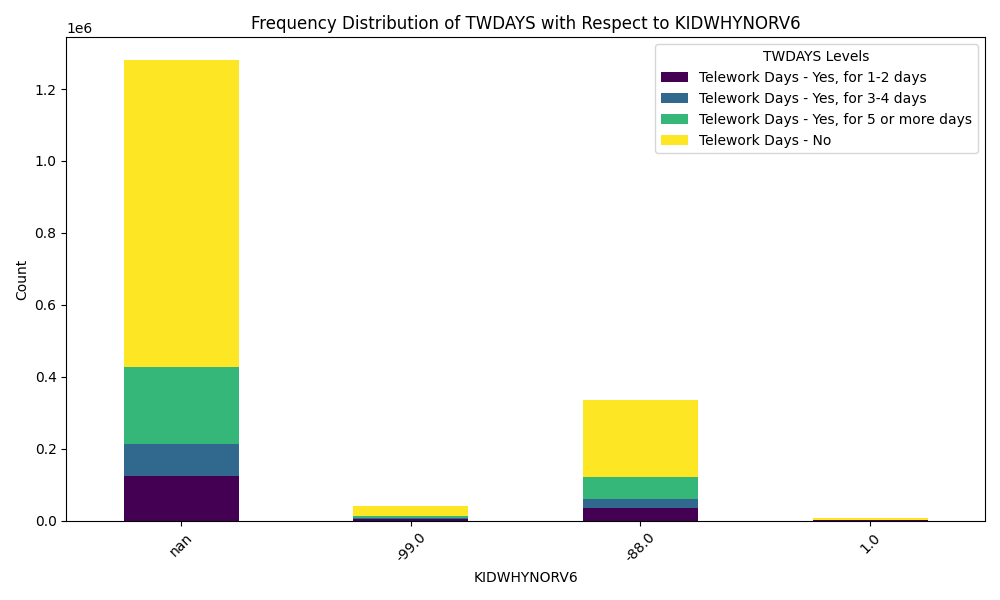 Frequency Distribution of TWDAYS with Respect to KIDWHYNORV6
1e6
TWDAYS Levels
Telework Days - Yes, for 1-2 days
Telework Days - Yes, for 3-4 days
Telework Days - Yes, for 5 or more days
Telework Days - No
Count
1.2
1.0
0.8
0.6
0.4
0.2
0.0
nan
-99.0
-88.0
1.0
KIDWHYNORV6